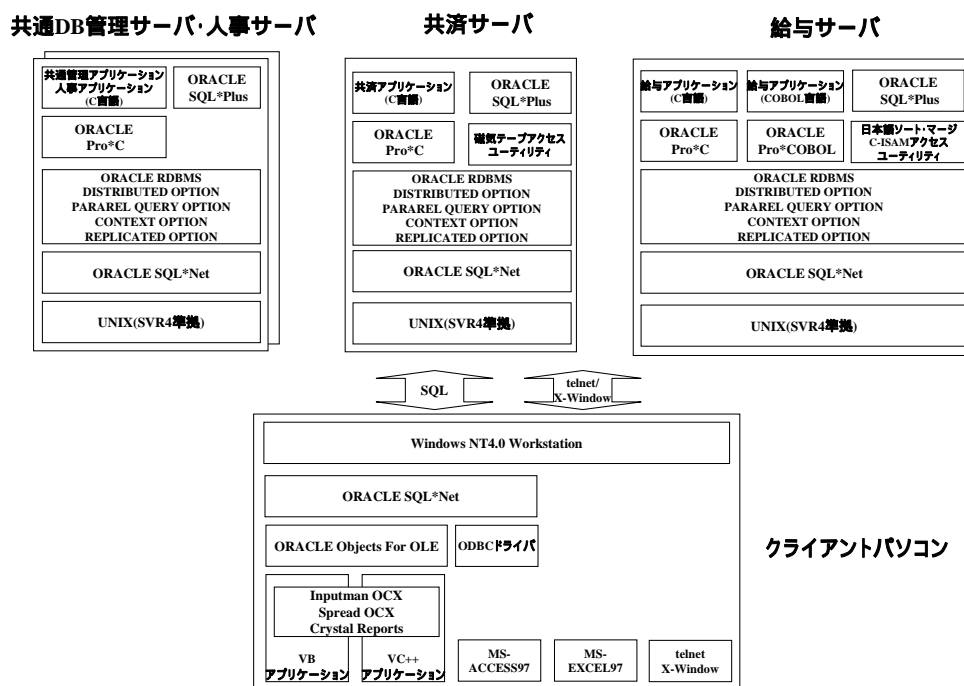 共通DB管理サーバ・人事サーバ
共通管理アプリケーション
人事アプリケーション
(C言語)
ORACLE
SQL*Plus
ORACLE
Pro*C
ORACLE RDBMS
DISTRIBUTED OPTION
PARAREL QUERY OPTION
CONTEXT OPTION
REPLICATED OPTION
ORACLE SQL*Net
UNIX(SVR4準拠)
共済サーバ
共済アプリケーション
(C言語)
ORACLE
SQL*Plus
ORACLE
Pro*C
磁気テープアクセス
ユーティリティ
ORACLE RDBMS
DISTRIBUTED OPTION
PARAREL QUERY OPTION
CONTEXT OPTION
REPLICATED OPTION
ORACLE SQL*Net
UNIX(SVR4準拠)
給与サーバ
給与アプリケーション
(C言語)
給与アプリケーション
(COBOL言語)
ORACLE
SQL*Plus
ORACLE
Pro*C
ORACLE
Pro*COBOL
日本語ソート・マージ
C-ISAMアクセス
ユーティリティ
ORACLE RDBMS
DISTRIBUTED OPTION
PARAREL QUERY OPTION
CONTEXT OPTION
REPLICATED OPTION
ORACLE SQL*Net
UNIX(SVR4準拠)
SQL
telnet/
X-Window
Windows NT4.0 Workstation
ORACLE SQL*Net
ORACLE Objects For OLE
ODBCドライバ
クライアントパソコン
Inputman OCX
Spread OCX
Crystal Reports
VB
アプリケーション
VC++
アプリケーション
MS-
ACCESS97
MS-
EXCEL97
telnet
X-Window